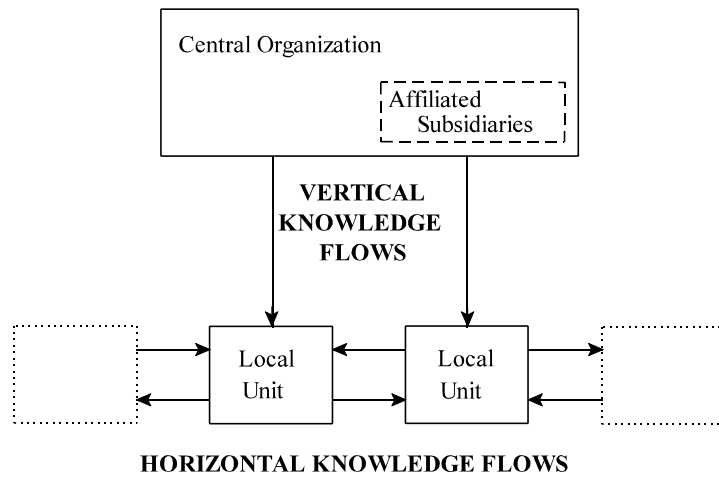 Central Organization
Affiliated
Subsidiaries
VERTICAL
KNOWLEDGE
FLOWS
Local
Unit
Local
Unit
HORIZONTAL KNOWLEDGE FLOWS